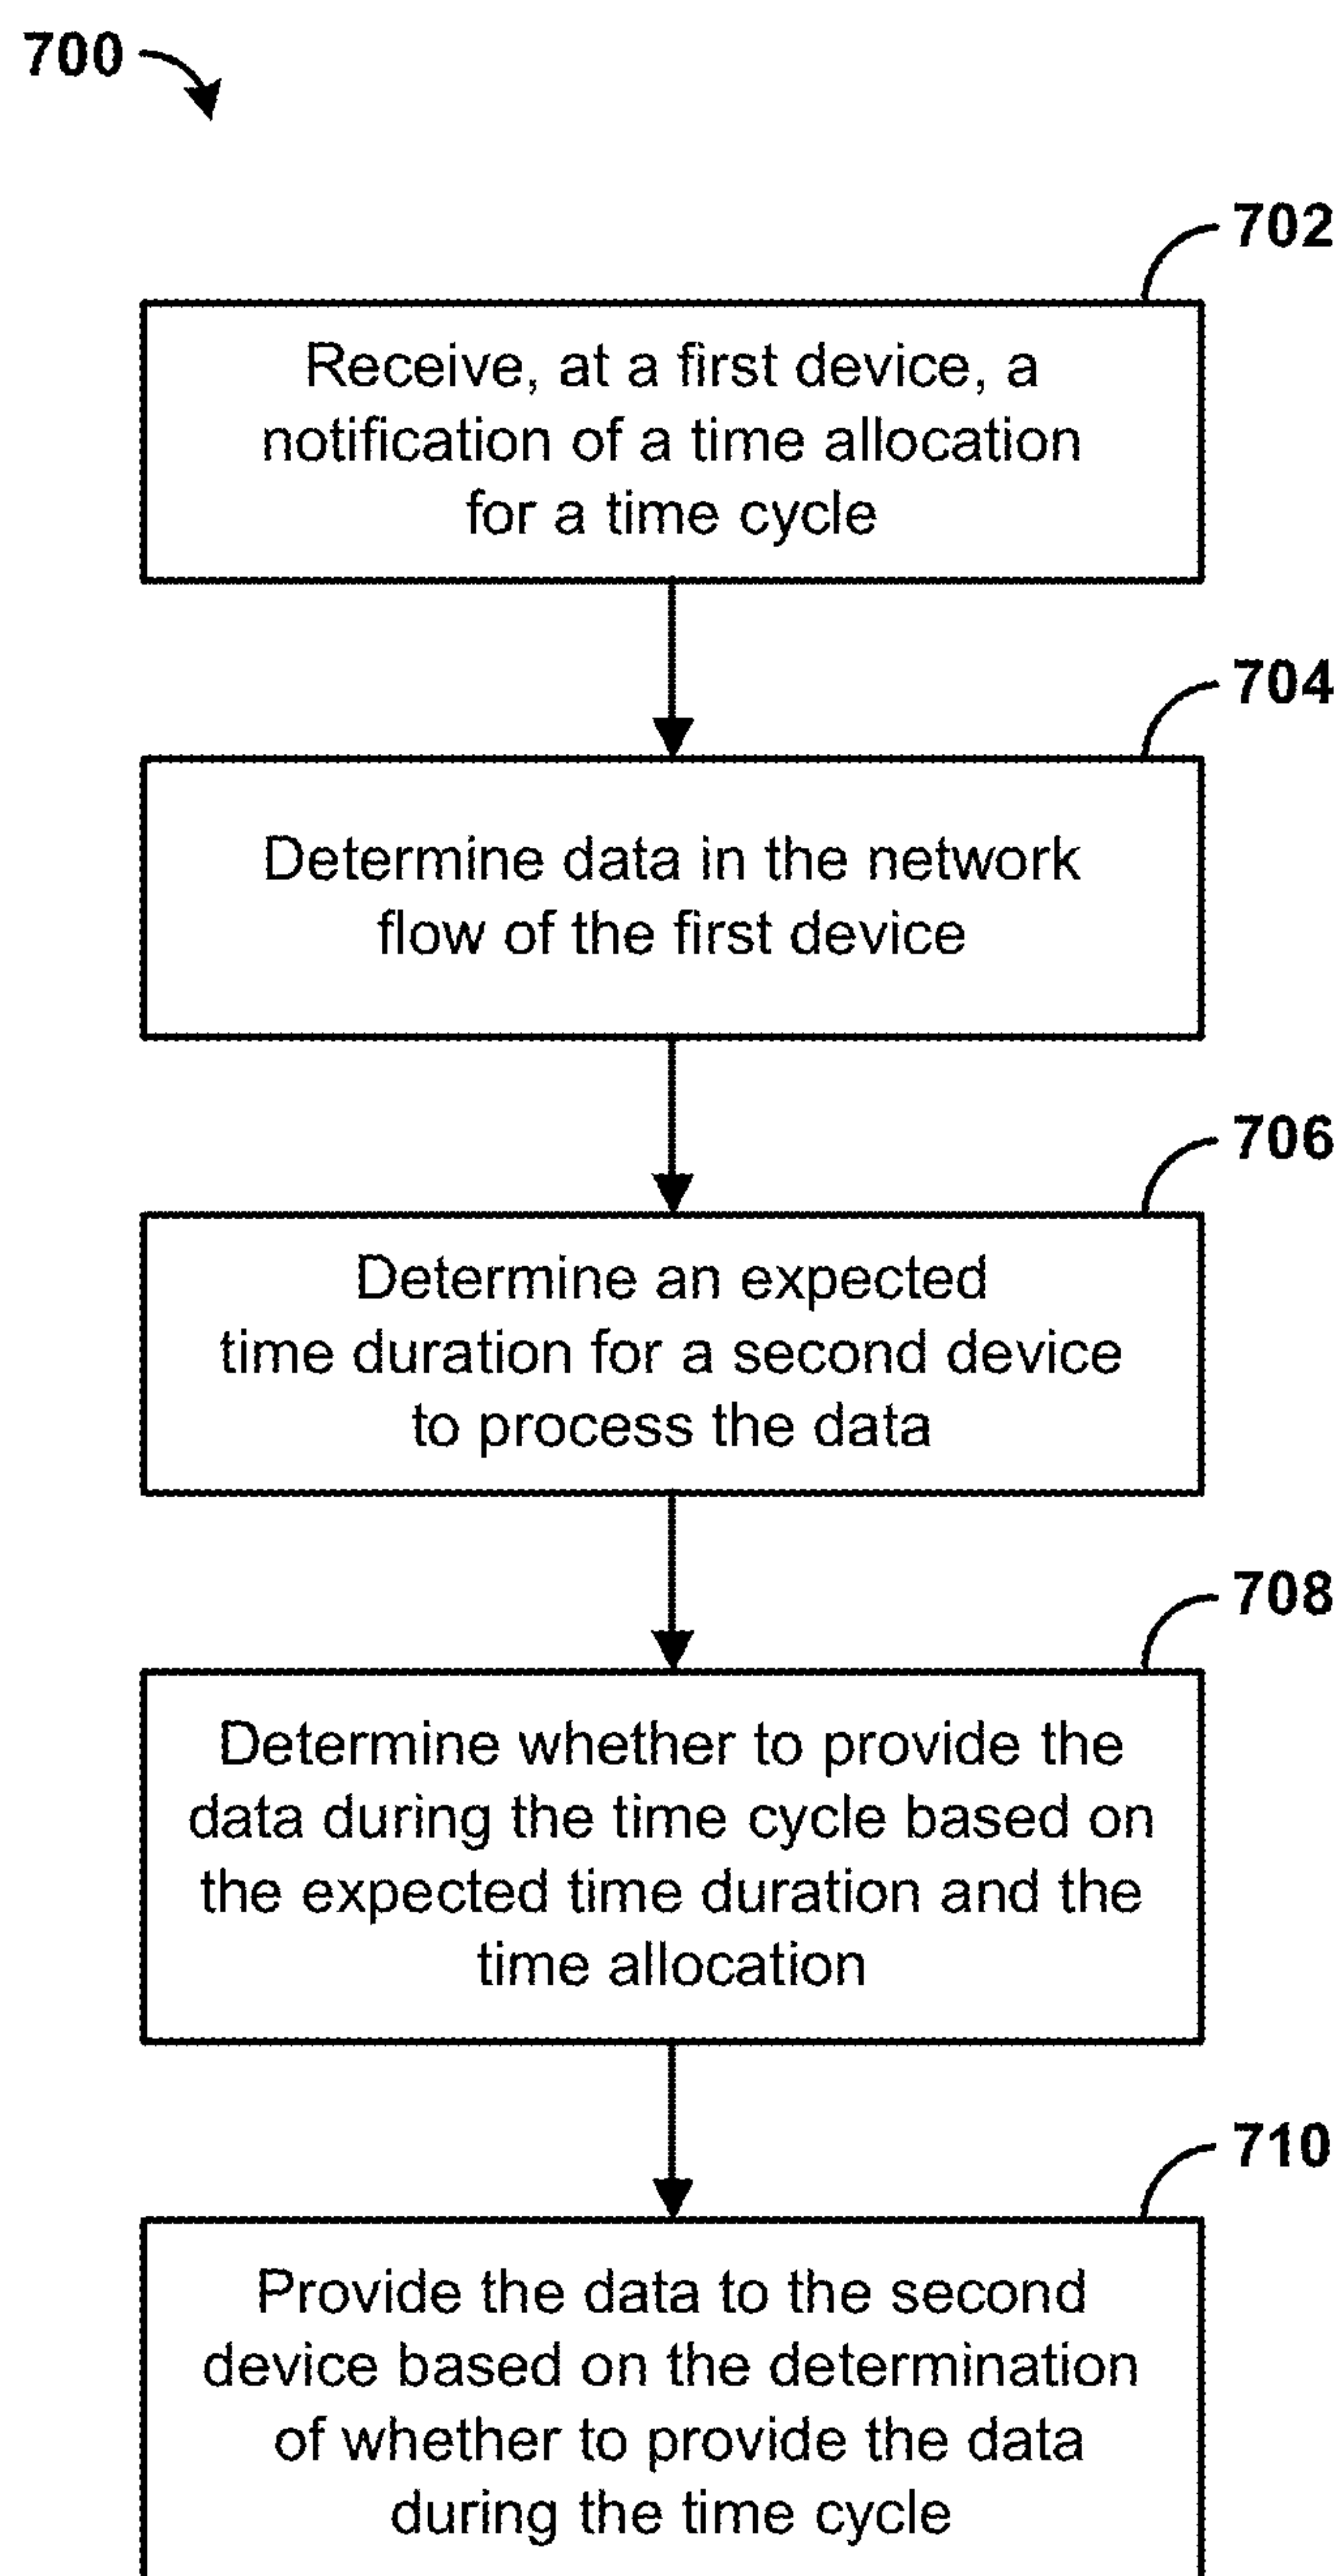 700
702
Receive, at a first device, a
notification of a time allocation
for a time cycle
704
Determine data in the network
flow of the first device
706
Determine an expected
time duration for a second device
to process the data
708
Determine whether to provide the
data during the time cycle based on
the expected time duration and the
time allocation
710
Provide the data to the second
device based on the determination
of whether to provide the data
during the time cycle